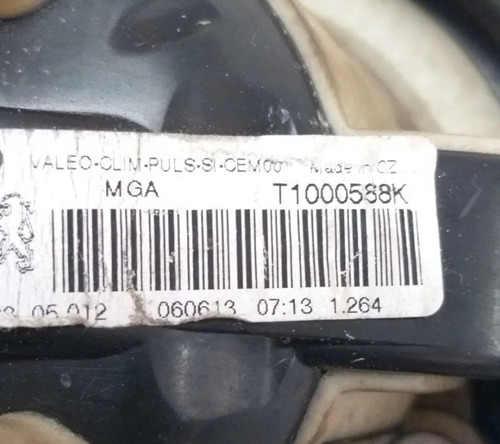 VALEO-CLIM-PULS-SI-CEM00 Made in CZ
MGA T1000588K
05 012 060613 07:13 1.264